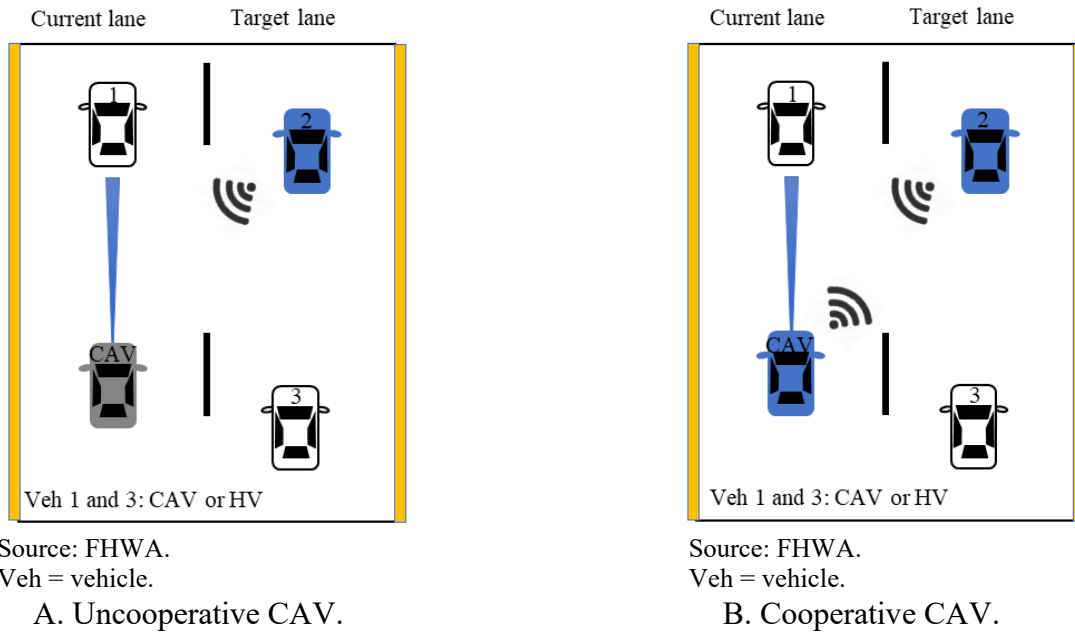 Current lane
Target lane
1
2
CAV
3
Veh 1 and 3: CAV or HV
Source: FHWA.
Veh = vehicle.
A. Uncooperative CAV.
Current lane
Target lane
1
2
CAV
3
Veh 1 and 3: CAV or HV
Source: FHWA.
Veh = vehicle.
B. Cooperative CAV.